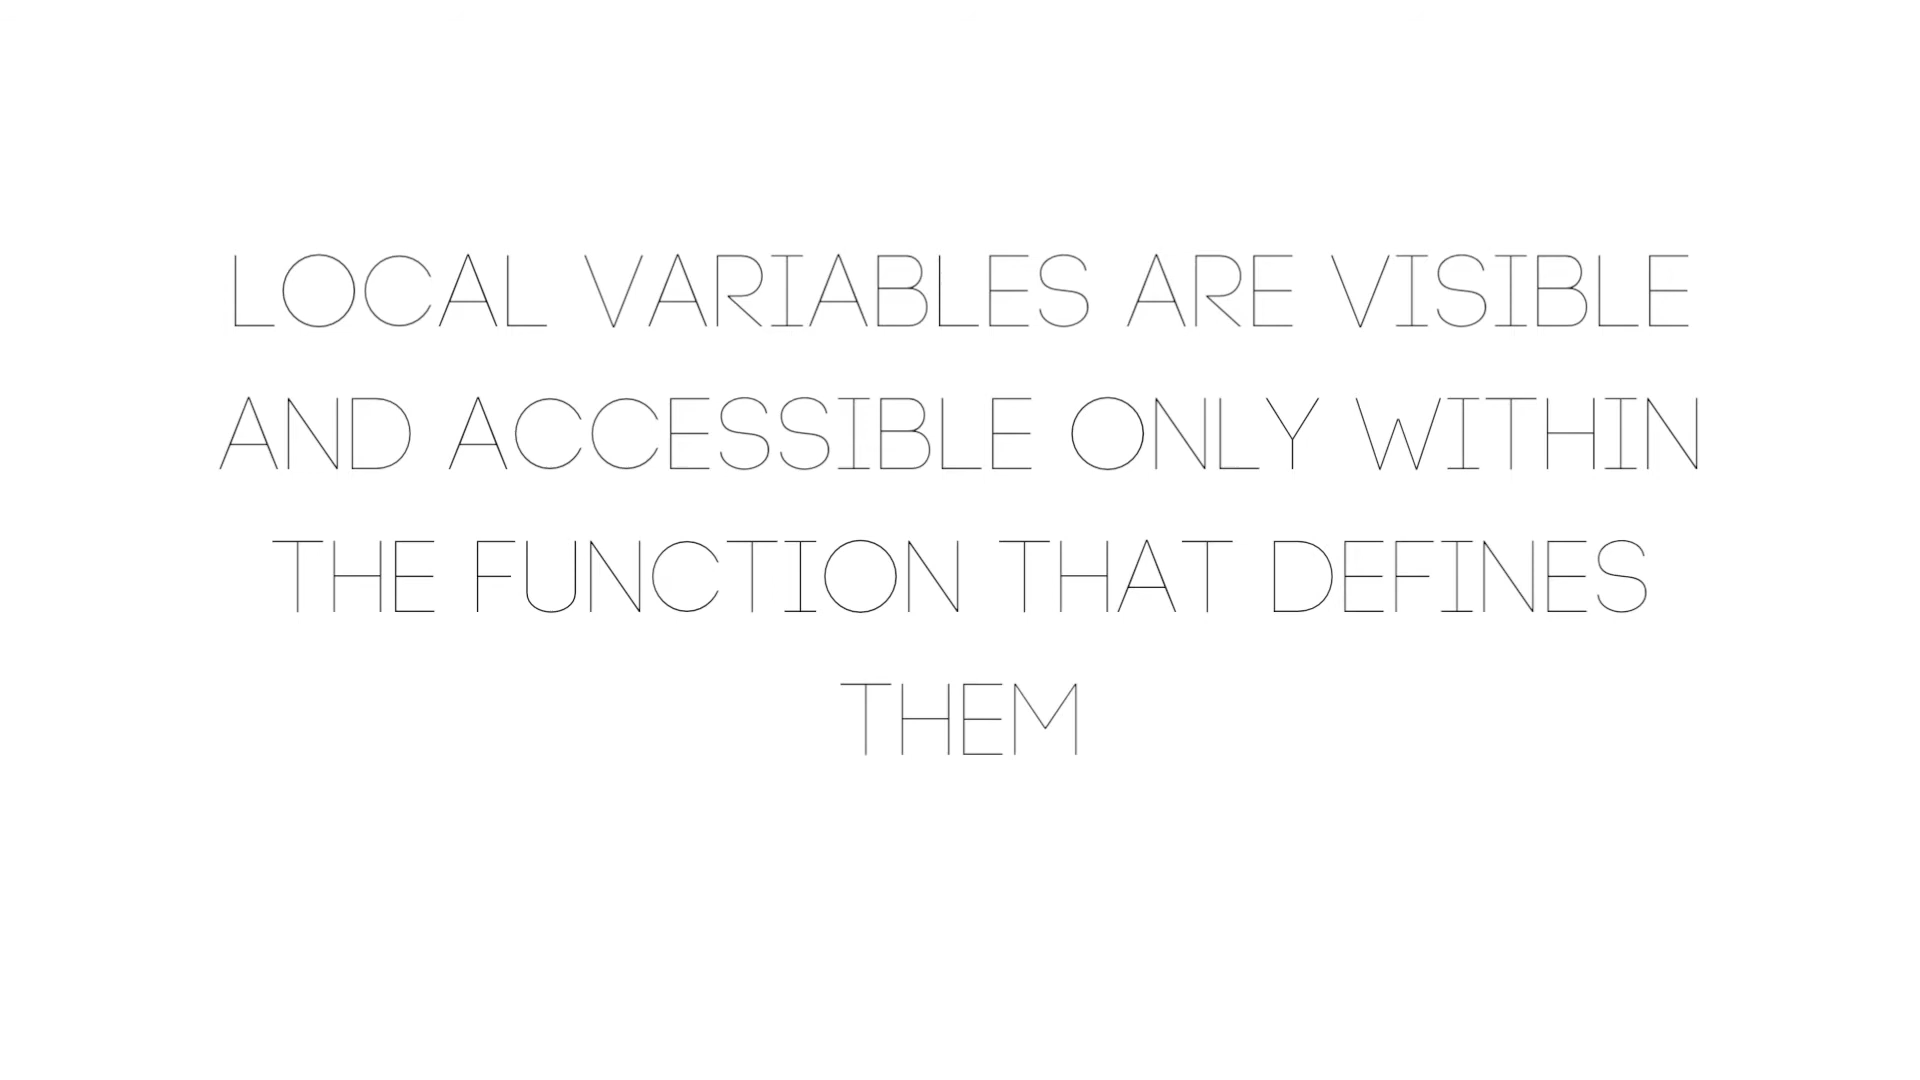 LOCAL VARIABLES ARE VISIBLE
AND ACCESSIBLE ONLY WITHIN
THE FUNCTION THAT DEFINES
THEM